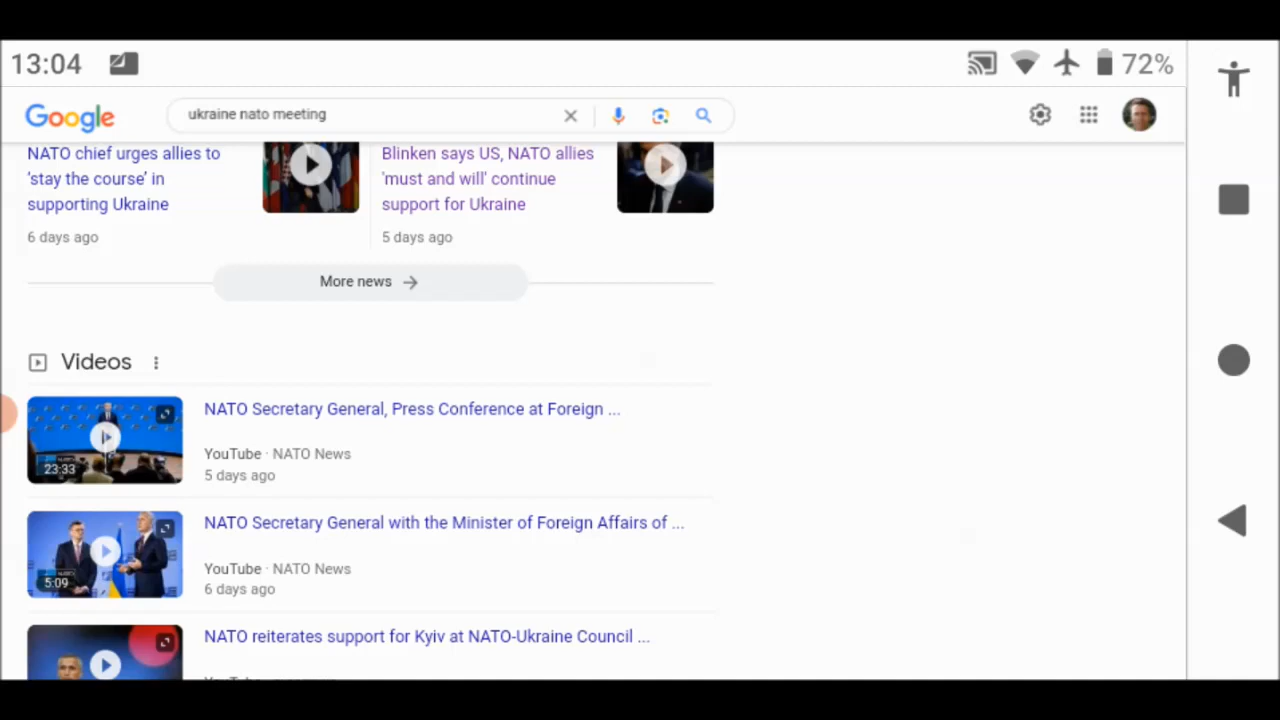 13:04
72%
Google
ukraine nato meeting
NATO chief urges allies to
'stay the course' in
supporting Ukraine
6 days ago
Blinken says US, NATO allies
'must and will' continue
support for Ukraine
5 days ago
More news
Videos
NATO Secretary General, Press Conference at Foreign ...
YouTube · NATO News
5 days ago
23:33
NATO Secretary General with the Minister of Foreign Affairs of ...
YouTube · NATO News
6 days ago
5:09
NATO reiterates support for Kyiv at NATO-Ukraine Council ...